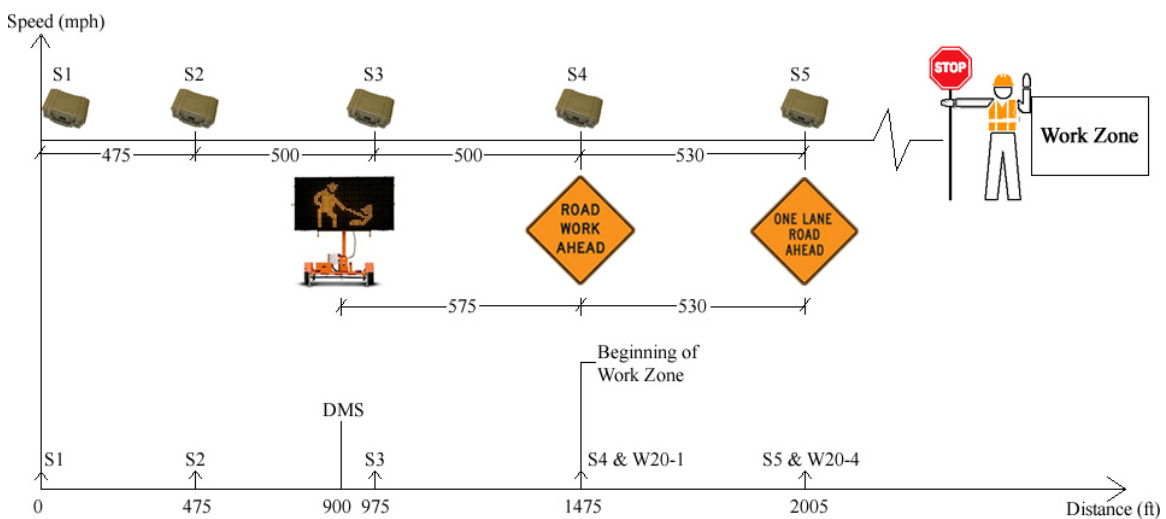 Speed (mph)
S1 S2 S3 S4 S5
STOP
Work Zone
475 500 500 530
ROAD
WORK
AHEAD
ONE LANE
ROAD
AHEAD
575 530
Beginning of
Work Zone
DMS
S1 S2 S3 S4 & W20-1 S5 & W20-4
0 475 900 975 1475 2005 Distance (ft)